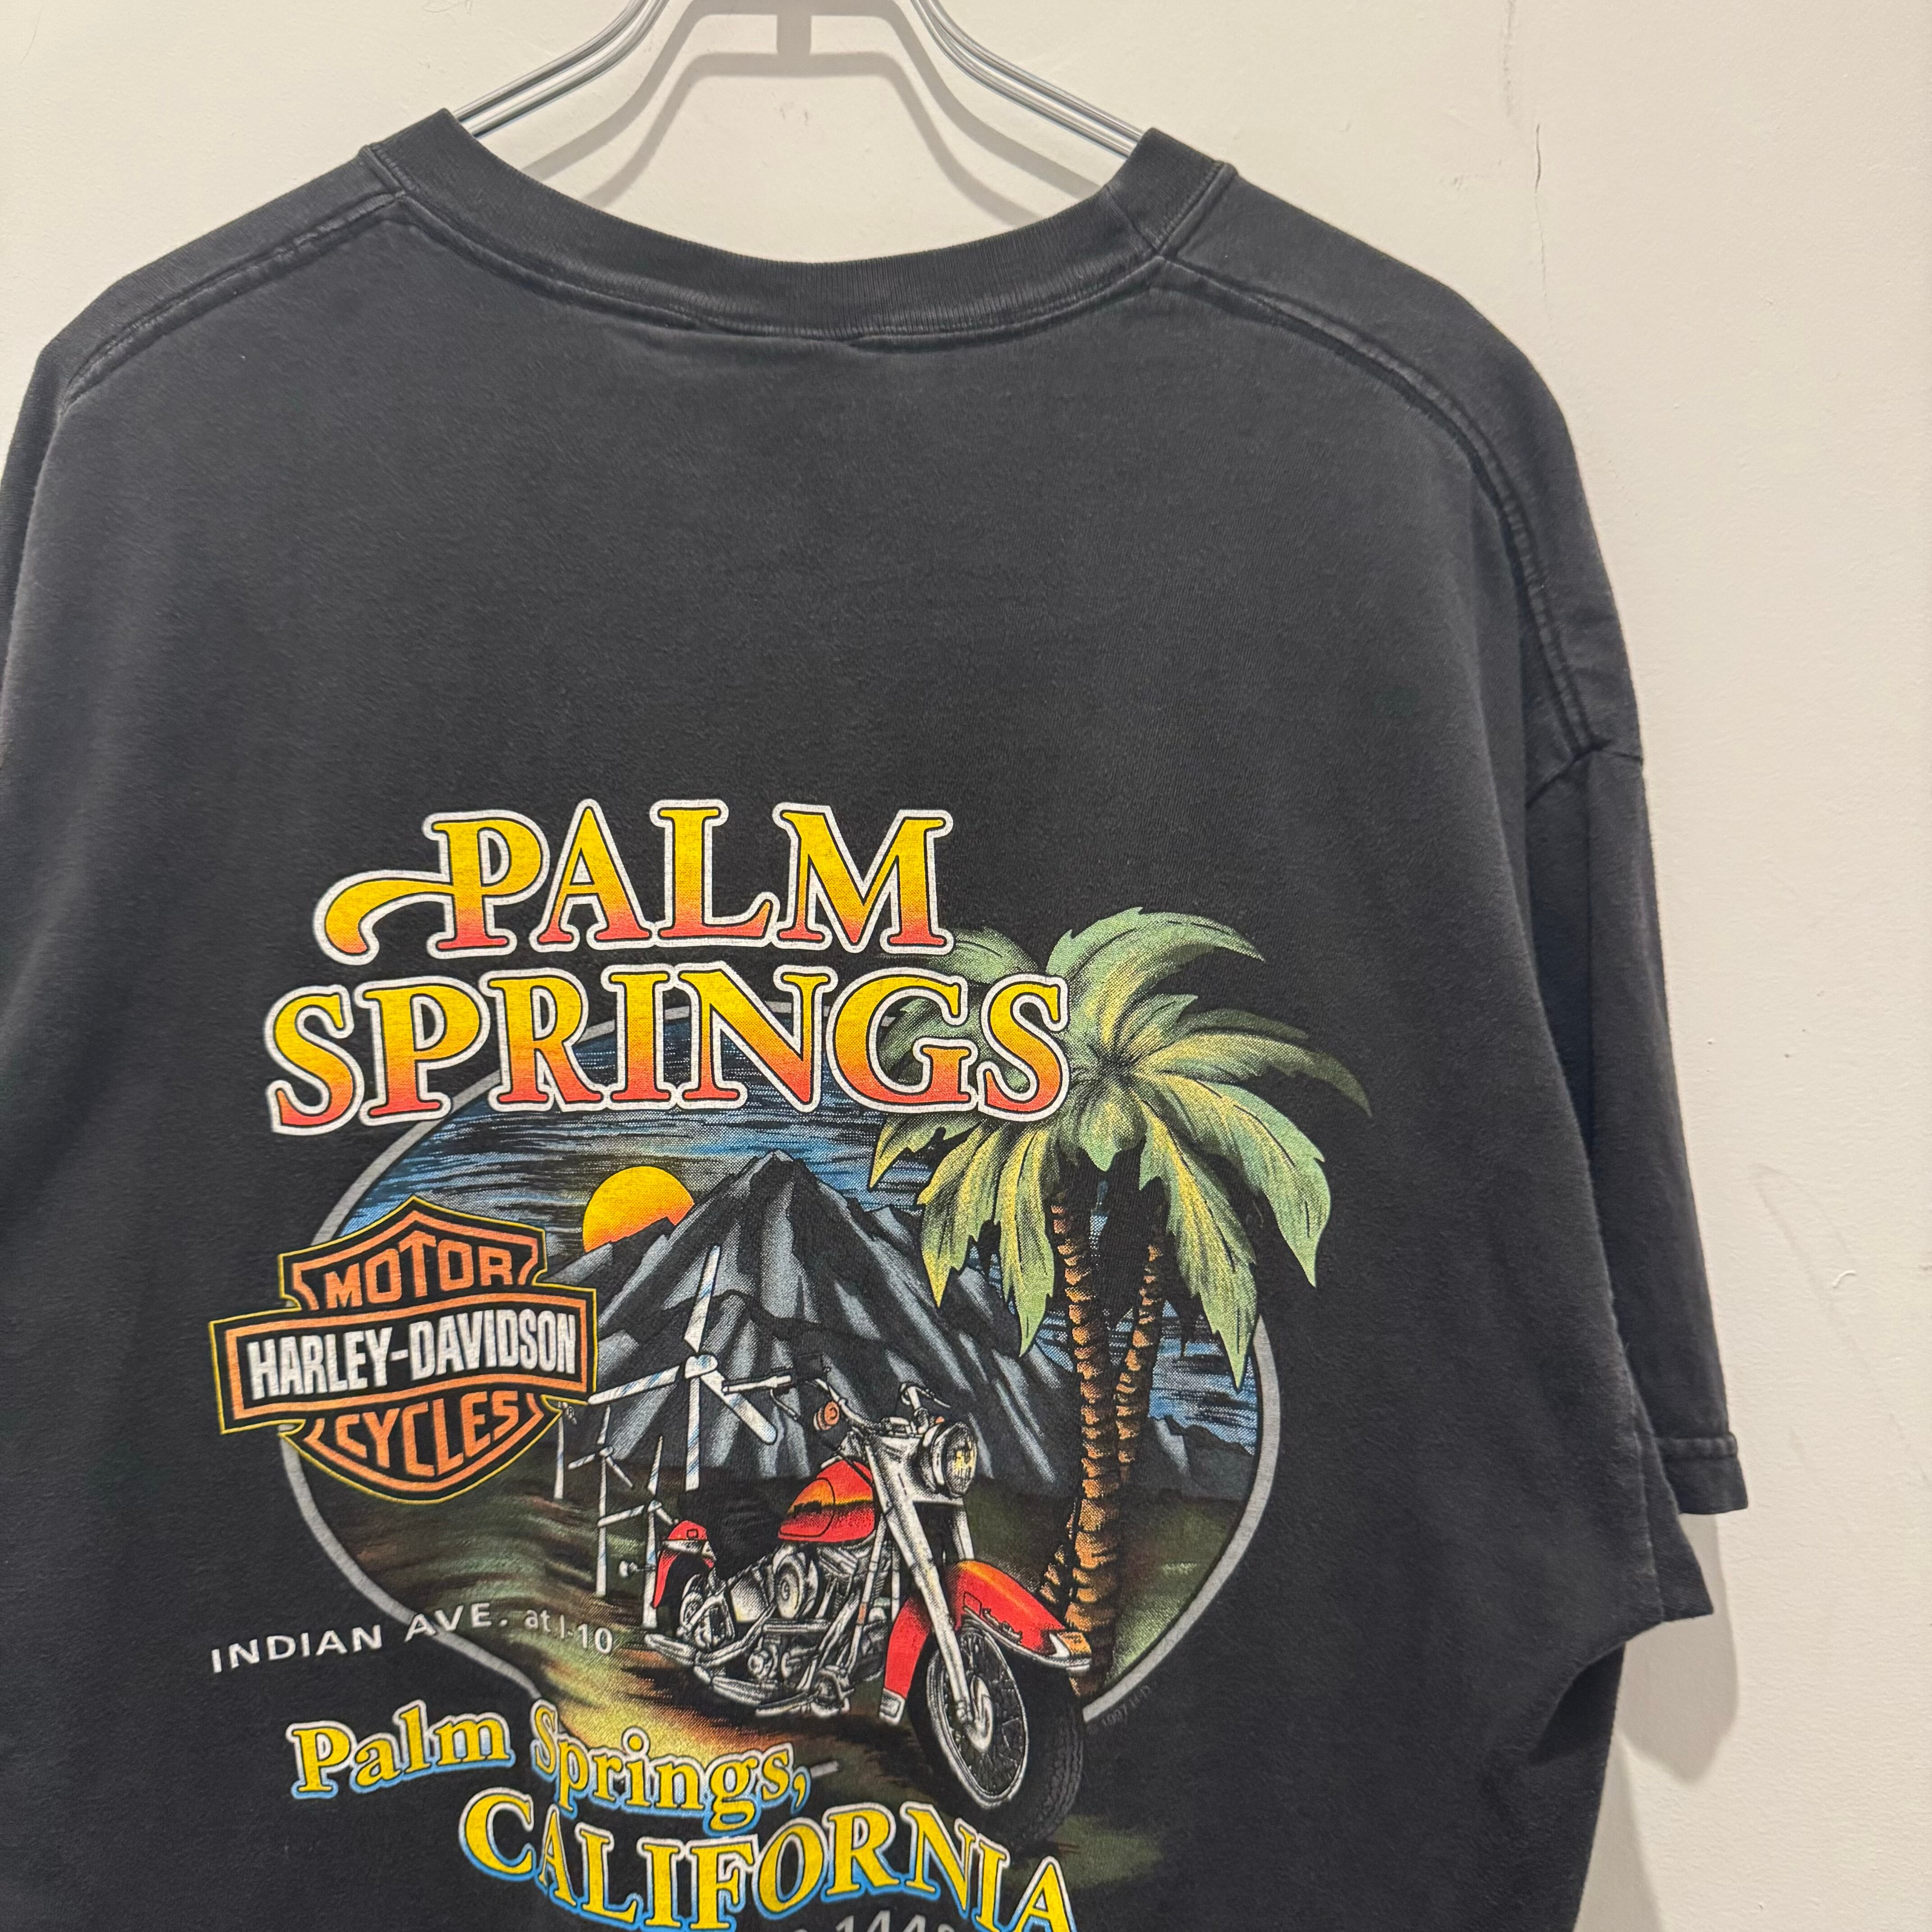 PALM
SPRINGS
MOTOR
HARLEY-DAVIDSON
CYCLES
INDIAN AVE. at I-10
Palm Springs,
CALIFORNIA